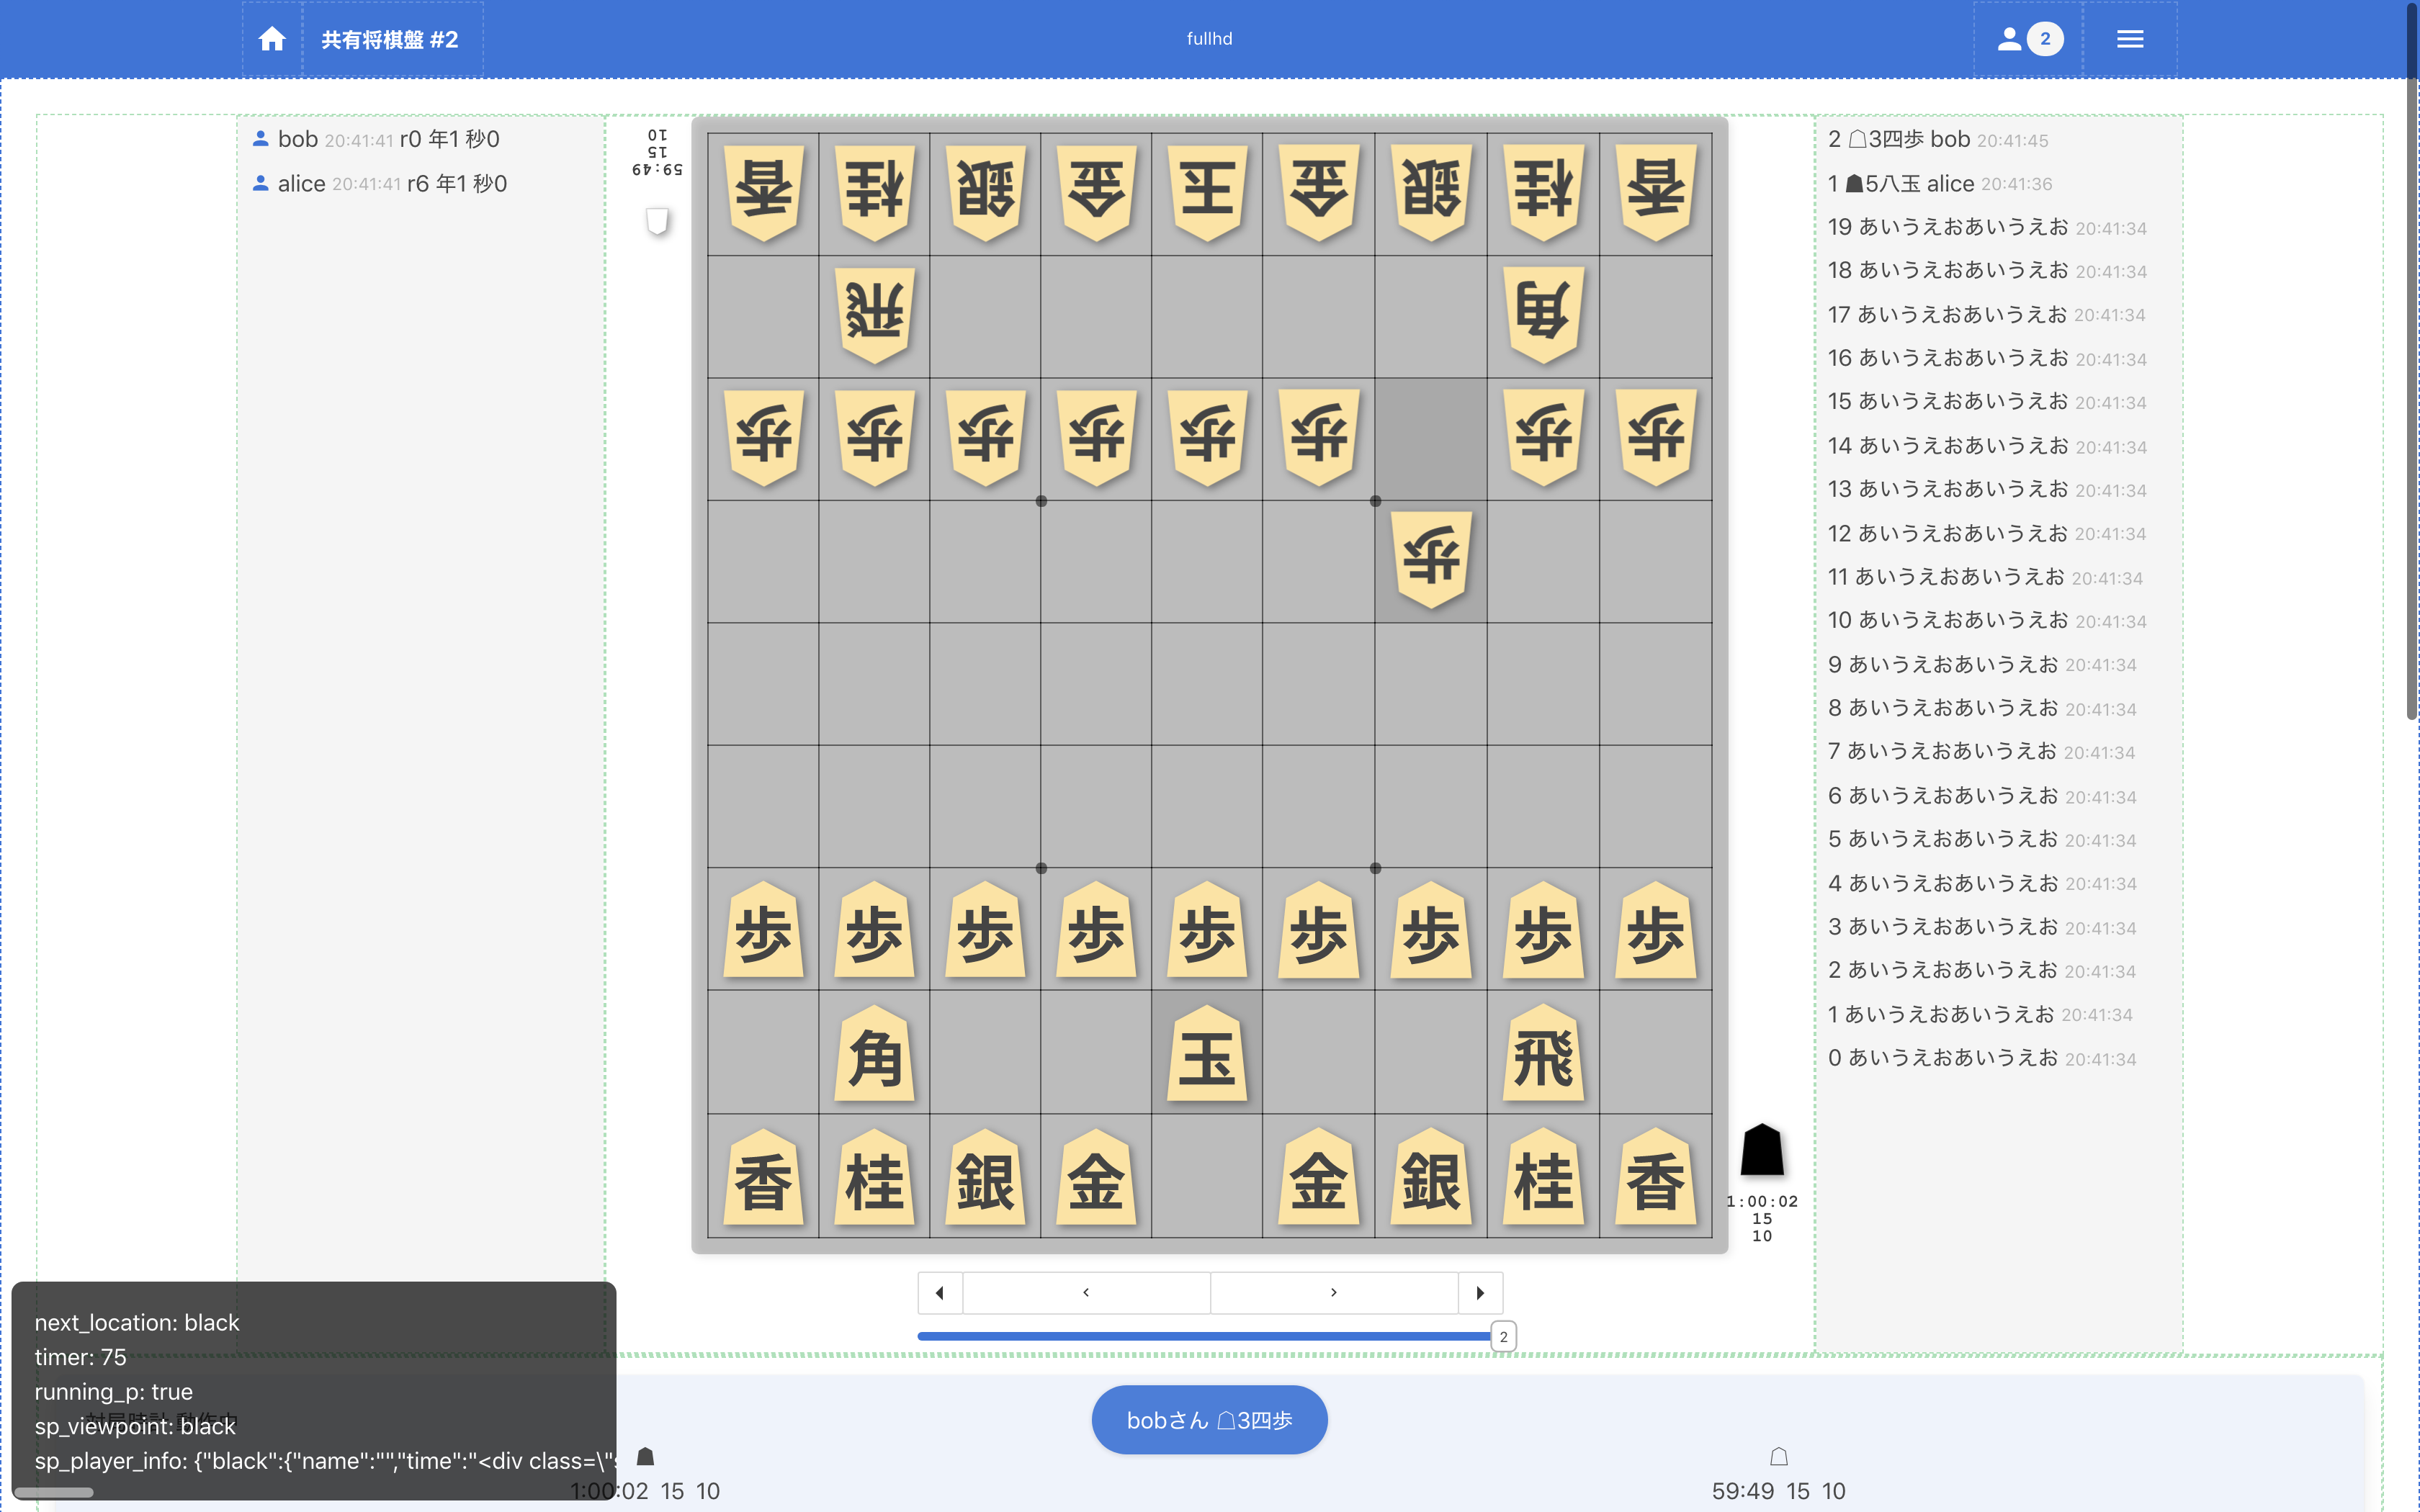 共有将棋盤 #2
fullhd
2
bob 20:41:41 r0 年1 秒0
alice 20:41:41 r6 年1 秒0
10
15
59:49
香 桂 銀 金 玉 金 銀 桂 香
飛 角
歩 歩 歩 歩 歩 歩 歩 歩
歩
歩 歩 歩 歩 歩 歩 歩 歩 歩
角 玉 飛
香 桂 銀 金 金 銀 桂 香
1:00:02
15
10
2 ☖3四歩 bob 20:41:45
1 ☗5八玉 alice 20:41:36
19 あいうえおあいうえお 20:41:34
18 あいうえおあいうえお 20:41:34
17 あいうえおあいうえお 20:41:34
16 あいうえおあいうえお 20:41:34
15 あいうえおあいうえお 20:41:34
14 あいうえおあいうえお 20:41:34
13 あいうえおあいうえお 20:41:34
12 あいうえおあいうえお 20:41:34
11 あいうえおあいうえお 20:41:34
10 あいうえおあいうえお 20:41:34
9 あいうえおあいうえお 20:41:34
8 あいうえおあいうえお 20:41:34
7 あいうえおあいうえお 20:41:34
6 あいうえおあいうえお 20:41:34
5 あいうえおあいうえお 20:41:34
4 あいうえおあいうえお 20:41:34
3 あいうえおあいうえお 20:41:34
2 あいうえおあいうえお 20:41:34
1 あいうえおあいうえお 20:41:34
0 あいうえおあいうえお 20:41:34
2
next_location: black
timer: 75
running_p: true
対局時計 動作中
sp_viewpoint: black
sp_player_info: {"black":{"name":"","time":"<div class=\"
bobさん ☖3四歩
☗
1:00:02 15 10
☖
59:49 15 10